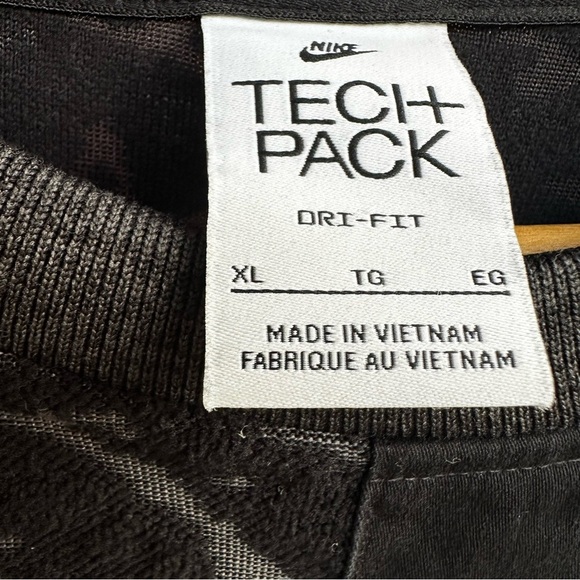 NIKE
TECH
PACK
DRI-FIT
XL TG EG
MADE IN VIETNAM
FABRIQUE AU VIETNAM